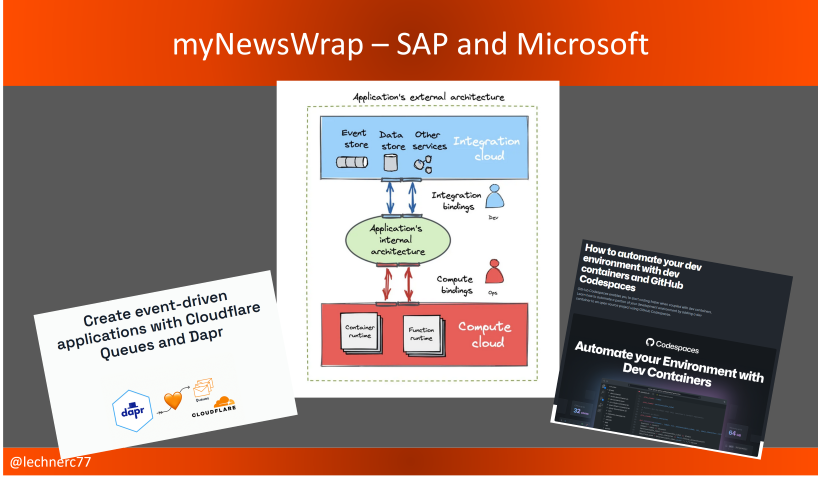 myNewsWrap – SAP and Microsoft
Application's external architecture
Event
store
Data
store
Other
services
Integration
cloud
Integration
bindings
Dev
Application's
internal
architecture
Compute
bindings
Ops
Container
runtime
Function
runtime
Compute
cloud
Create event-driven
applications with Cloudflare
Queues and Dapr
dapr
Queues
CLOUDFLARE
How to automate your dev
environment with dev
containers and GitHub
Codespaces
Codespaces
Automate your Environment with
Dev Containers
32
64
@lechnerc77